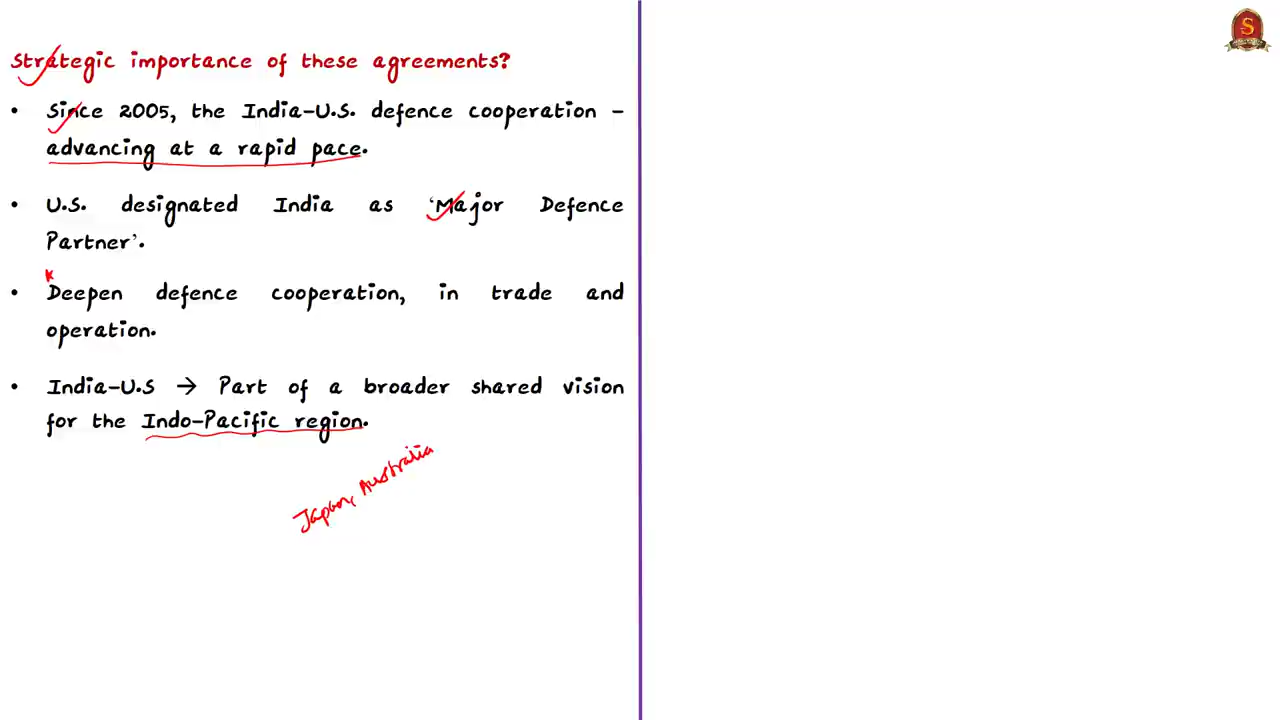 Strategic importance of these agreements?
• Since 2005, the India-U.S. defence cooperation -
advancing at a rapid pace.
• U.S. designated India as 'Major Defence
Partner'.
• Deepen defence cooperation, in trade and
operation.
• India-U.S → Part of a broader shared vision
for the Indo-Pacific region.
Japan, Australia
S